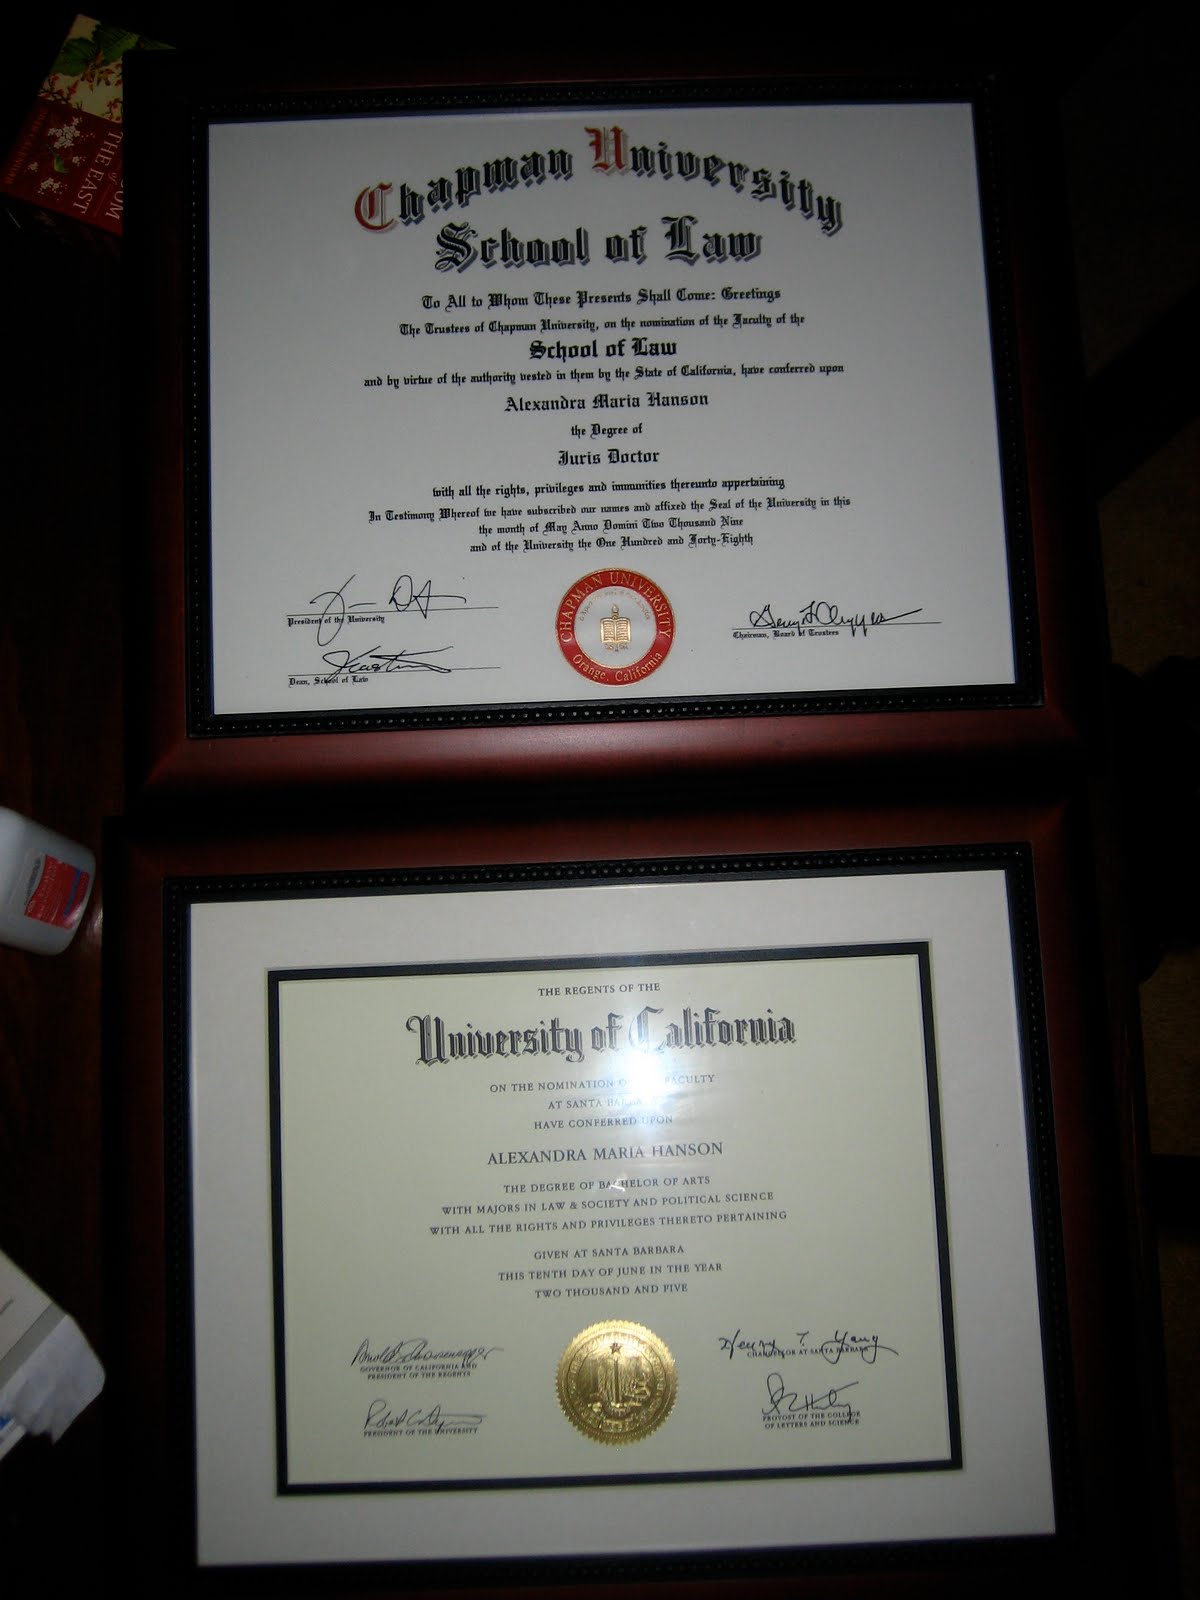 OM
of
THE EAST
Chapman University
School of Law
To All to Whom These Presents Shall Come: Greetings
The Trustees of Chapman University, on the nomination of the Faculty of the
School of Law
and by virtue of the authority vested in them by the State of California, have conferred upon
Alexandra Maria Hanson
the Degree of
Juris Doctor
with all the rights, privileges and immunities thereunto appertaining
In Testimony Whereof we have subscribed our names and affixed the Seal of the University in this
the month of May Anno Domini Two Thousand Nine
and of the University the One Hundred and Forty-Eighth
President of the University
Dean, School of Law
CHAPMAN UNIVERSITY
Orange, California
Chairman, Board of Trustees
THE REGENTS OF THE
University of California
ON THE NOMINATION FACULTY
AT SANTA
HAVE CONFERRED UPON
ALEXANDRA MARIA HANSON
THE DEGREE OF BACHELOR OF ARTS
WITH MAJORS IN LAW & SOCIETY AND POLITICAL SCIENCE
WITH ALL THE RIGHTS AND PRIVILEGES THERETO PERTAINING
GIVEN AT SANTA BARBARA
THIS TENTH DAY OF JUNE IN THE YEAR
TWO THOUSAND AND FIVE
GOVERNOR OF CALIFORNIA AND
PRESIDENT OF THE REGENTS
PRESIDENT OF THE UNIVERSITY
Henry T. Yang
CHANCELLOR AT SANTA BARBARA
PROVOST OF THE COLLEGE
OF LETTERS AND SCIENCE